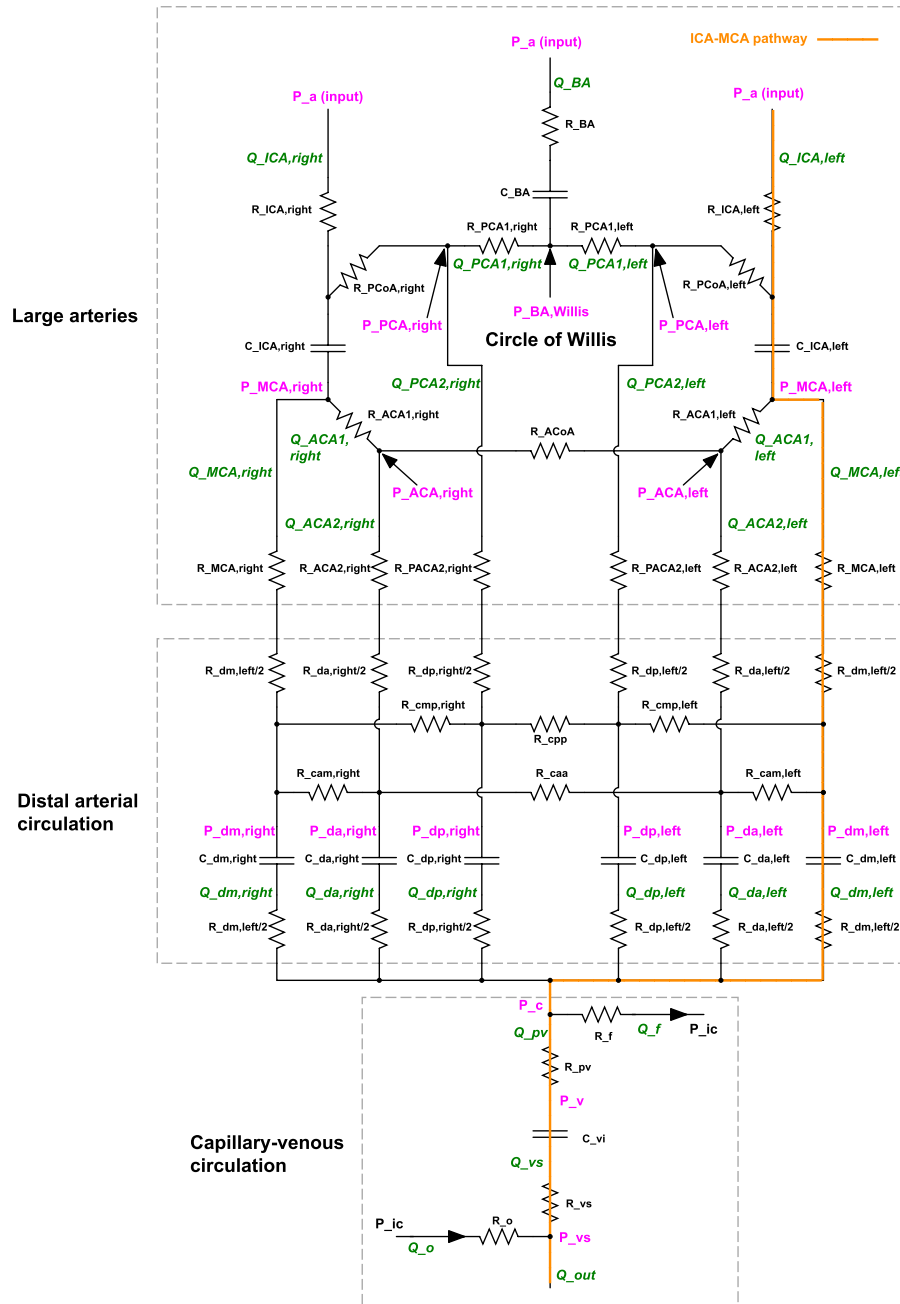 ICA-MCA pathway
P_a (input)
Q_BA
P_a (input)
P_a (input)
R_BA
Q_ICA,right
Q_ICA,left
C_BA
R_ICA,right
R_ICA,left
R_PCA1,right
R_PCA1,left
Q_PCA1,right
Q_PCA1,left
R_PCoA,right
R_PCoA,left
P_BA,Willis
Large arteries
P_PCA,right
P_PCA,left
Circle of Willis
C_ICA,right
C_ICA,left
P_MCA,right
Q_PCA2,right
Q_PCA2,left
P_MCA,left
R_ACA1,right
R_ACA1,left
R_ACoA
Q_ACA1,
right
Q_ACA1,
left
Q_MCA,right
Q_MCA,lef
P_ACA,right
P_ACA,left
Q_ACA2,right
Q_ACA2,left
R_MCA,right
R_ACA2,right
R_PACA2,right
R_PACA2,left
R_ACA2,left
R_MCA,left
R_dm,left/2
R_da,right/2
R_dp,right/2
R_dp,left/2
R_da,left/2
R_dm,left/2
R_cmp,right
R_cmp,left
R_cpp
R_cam,right
R_caa
R_cam,left
Distal arterial
circulation
P_dm,right
P_da,right
P_dp,right
P_dp,left
P_da,left
P_dm,left
C_dm,right
C_da,right
C_dp,right
C_dp,left
C_da,left
C_dm,left
Q_dm,right
Q_da,right
Q_dp,right
Q_dp,left
Q_da,left
Q_dm,left
R_dm,left/2
R_da,right/2
R_dp,right/2
R_dp,left/2
R_da,left/2
R_dm,left/2
P_c
Q_pv
R_f
Q_f
P_ic
R_pv
P_v
Capillary-venous
circulation
C_vi
Q_vs
R_vs
P_ic
R_o
Q_o
P_vs
Q_out